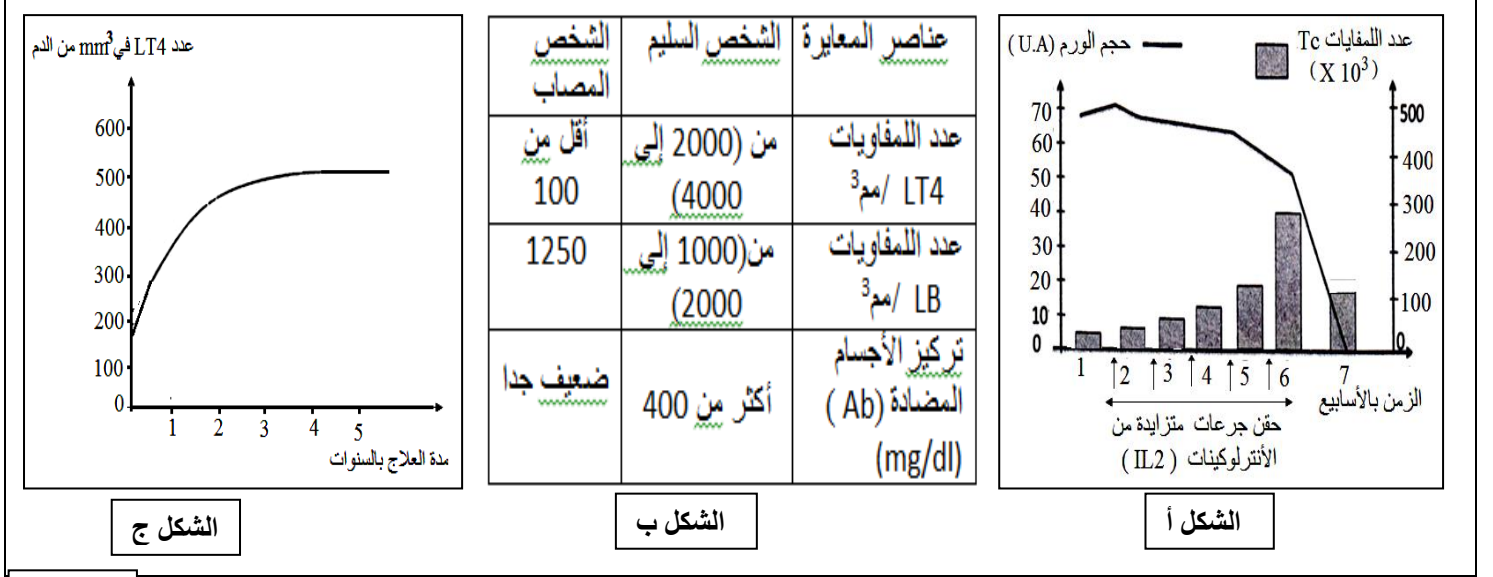 عدد اللمفايات Tc
(X 10³)
حجم الورم (U.A)
70
60
50
40
30
20
10
0
500
400
300
200
100
0
1 2 3 4 5 6 7
الزمن بالأسابيع
حقن جرعات متزايدة من
الأنترلوكينات (IL2)
الشكل أ
عناصر المعايرة الشخص السليم الشخص
المصاب
عدد اللمفاويات من (2000 إلى أقل من
LT4 /مم³ 4000) 100
عدد اللمفاويات من(1000 إلى 1250
LB /مم³ 2000)
تركيز الأجسام
المضادة (Ab) أكثر من 400 ضعيف جدا
(mg/dl)
الشكل ب
عدد LT4 في mm³ من الدم
600
500
400
300
200
100
0
1 2 3 4 5
مدة العلاج بالسنوات
الشكل ج